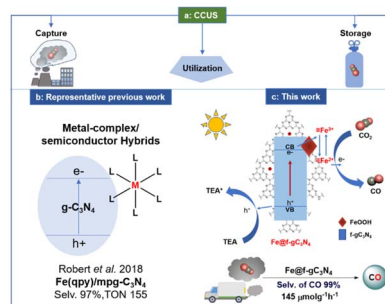 a: CCUS
Capture
Storage
Utilization
b: Representative previous work
c: This work
Metal-complex/
semiconductor Hybrids
L
L
L
M
L
L
L
e-
g-C₃N₄
h+
Robert et al. 2018
Fe(qpy)/mpg-C₃N₄
Selv. 97%,TON 155
CB
e-
≡Fe³⁺
≡Fe²⁺
e-
CO₂
CO
TEA⁺
h⁺
VB
h⁺
TEA
Fe@f-gC₃N₄
FeOOH
f-gC₃N₄
Fe@f-gC₃N₄
Selv. of CO 99%
145 μmolg⁻¹h⁻¹
CO